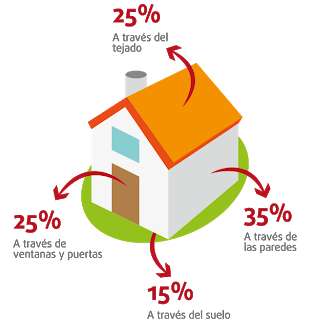 25%
A través del
tejado
25%
A través de
ventanas y puertas
35%
A través de
las paredes
15%
A través del suelo